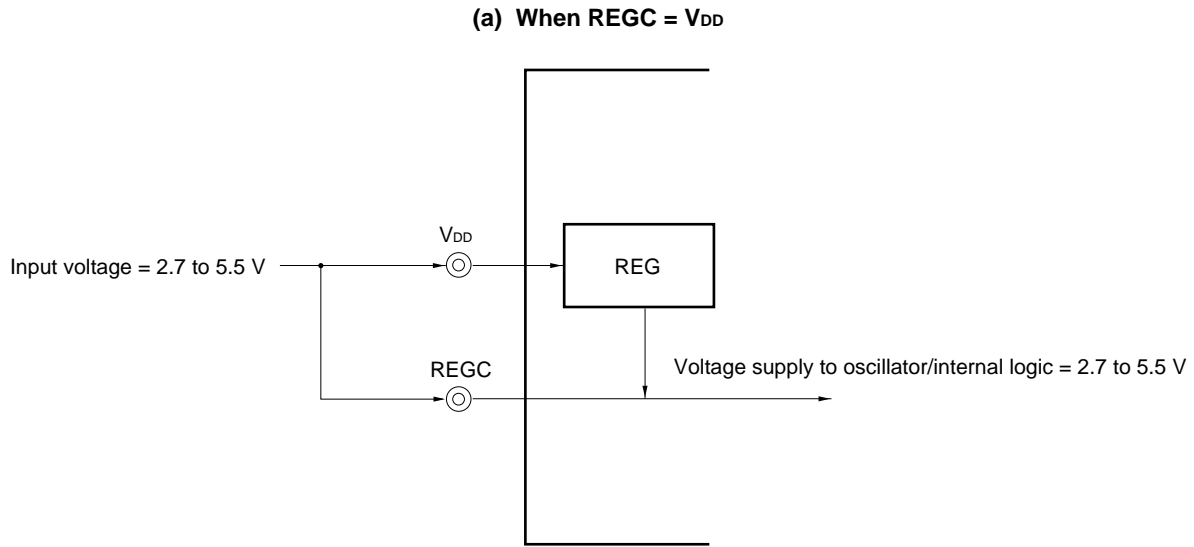 (a) When REGC = VDD
VDD
Input voltage = 2.7 to 5.5 V
REG
REGC
Voltage supply to oscillator/internal logic = 2.7 to 5.5 V